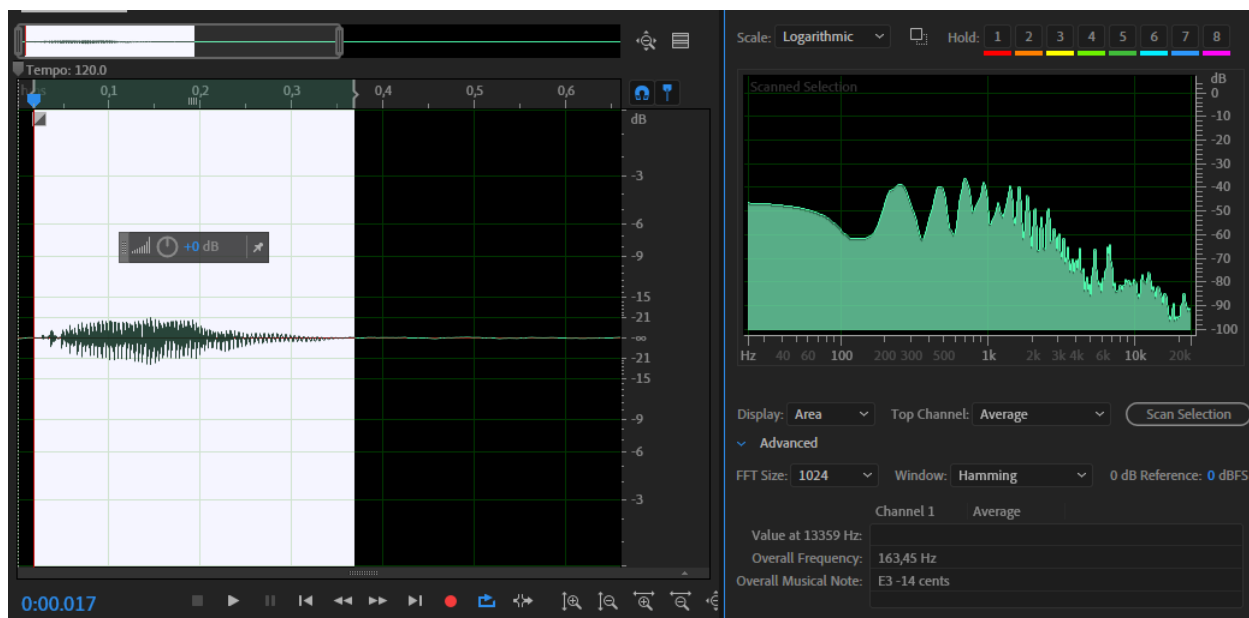 Tempo: 120.0
0,1 0,2 0,3 0,4 0,5 0,6
dB
-3
-6
-9
-15
-21
-∞
-21
-15
-9
-6
-3
+0 dB
0:00.017
Scale: Logarithmic Hold: 1 2 3 4 5 6 7 8
Scanned Selection
dB
0
-10
-20
-30
-40
-50
-60
-70
-80
-90
-100
Hz 40 60 100 200 300 500 1k 2k 3k 4k 6k 10k 20k
Display: Area Top Channel: Average Scan Selection
Advanced
FFT Size: 1024 Window: Hamming 0 dB Reference: 0 dBFS
Channel 1 Average
Value at 13359 Hz:
Overall Frequency: 163,45 Hz
Overall Musical Note: E3 -14 cents